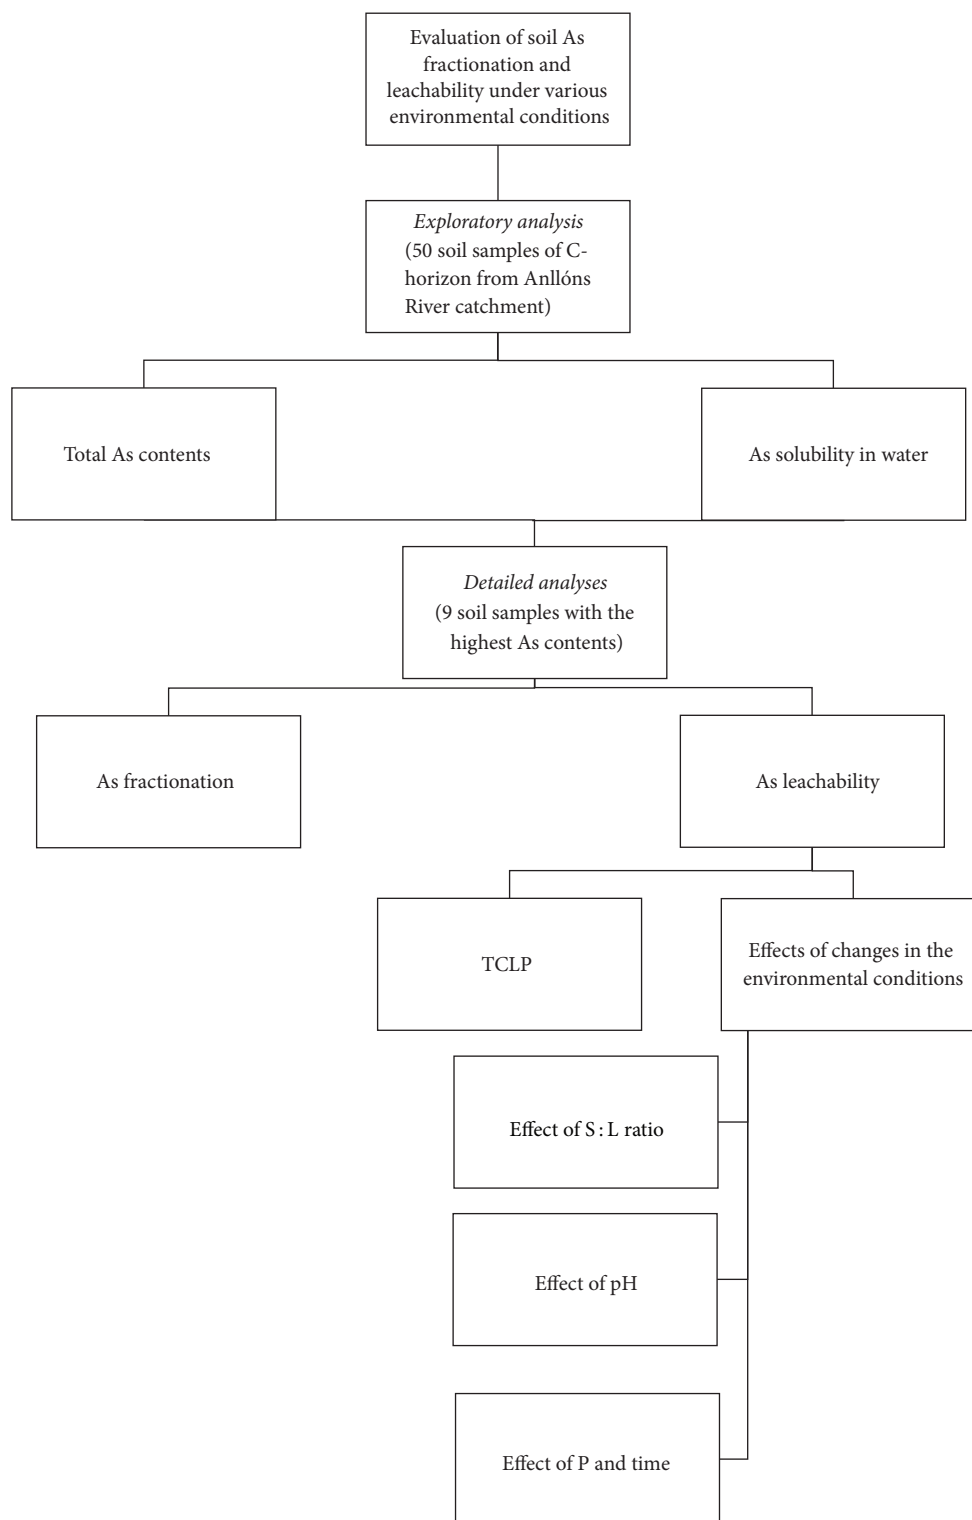 Evaluation of soil As
fractionation and
leachability under various
environmental conditions
Exploratory analysis
(50 soil samples of C-
horizon from Anllóns
River catchment)
Total As contents
As solubility in water
Detailed analyses
(9 soil samples with the
highest As contents)
As fractionation
As leachability
TCLP
Effects of changes in the
environmental conditions
Effect of S : L ratio
Effect of pH
Effect of P and time